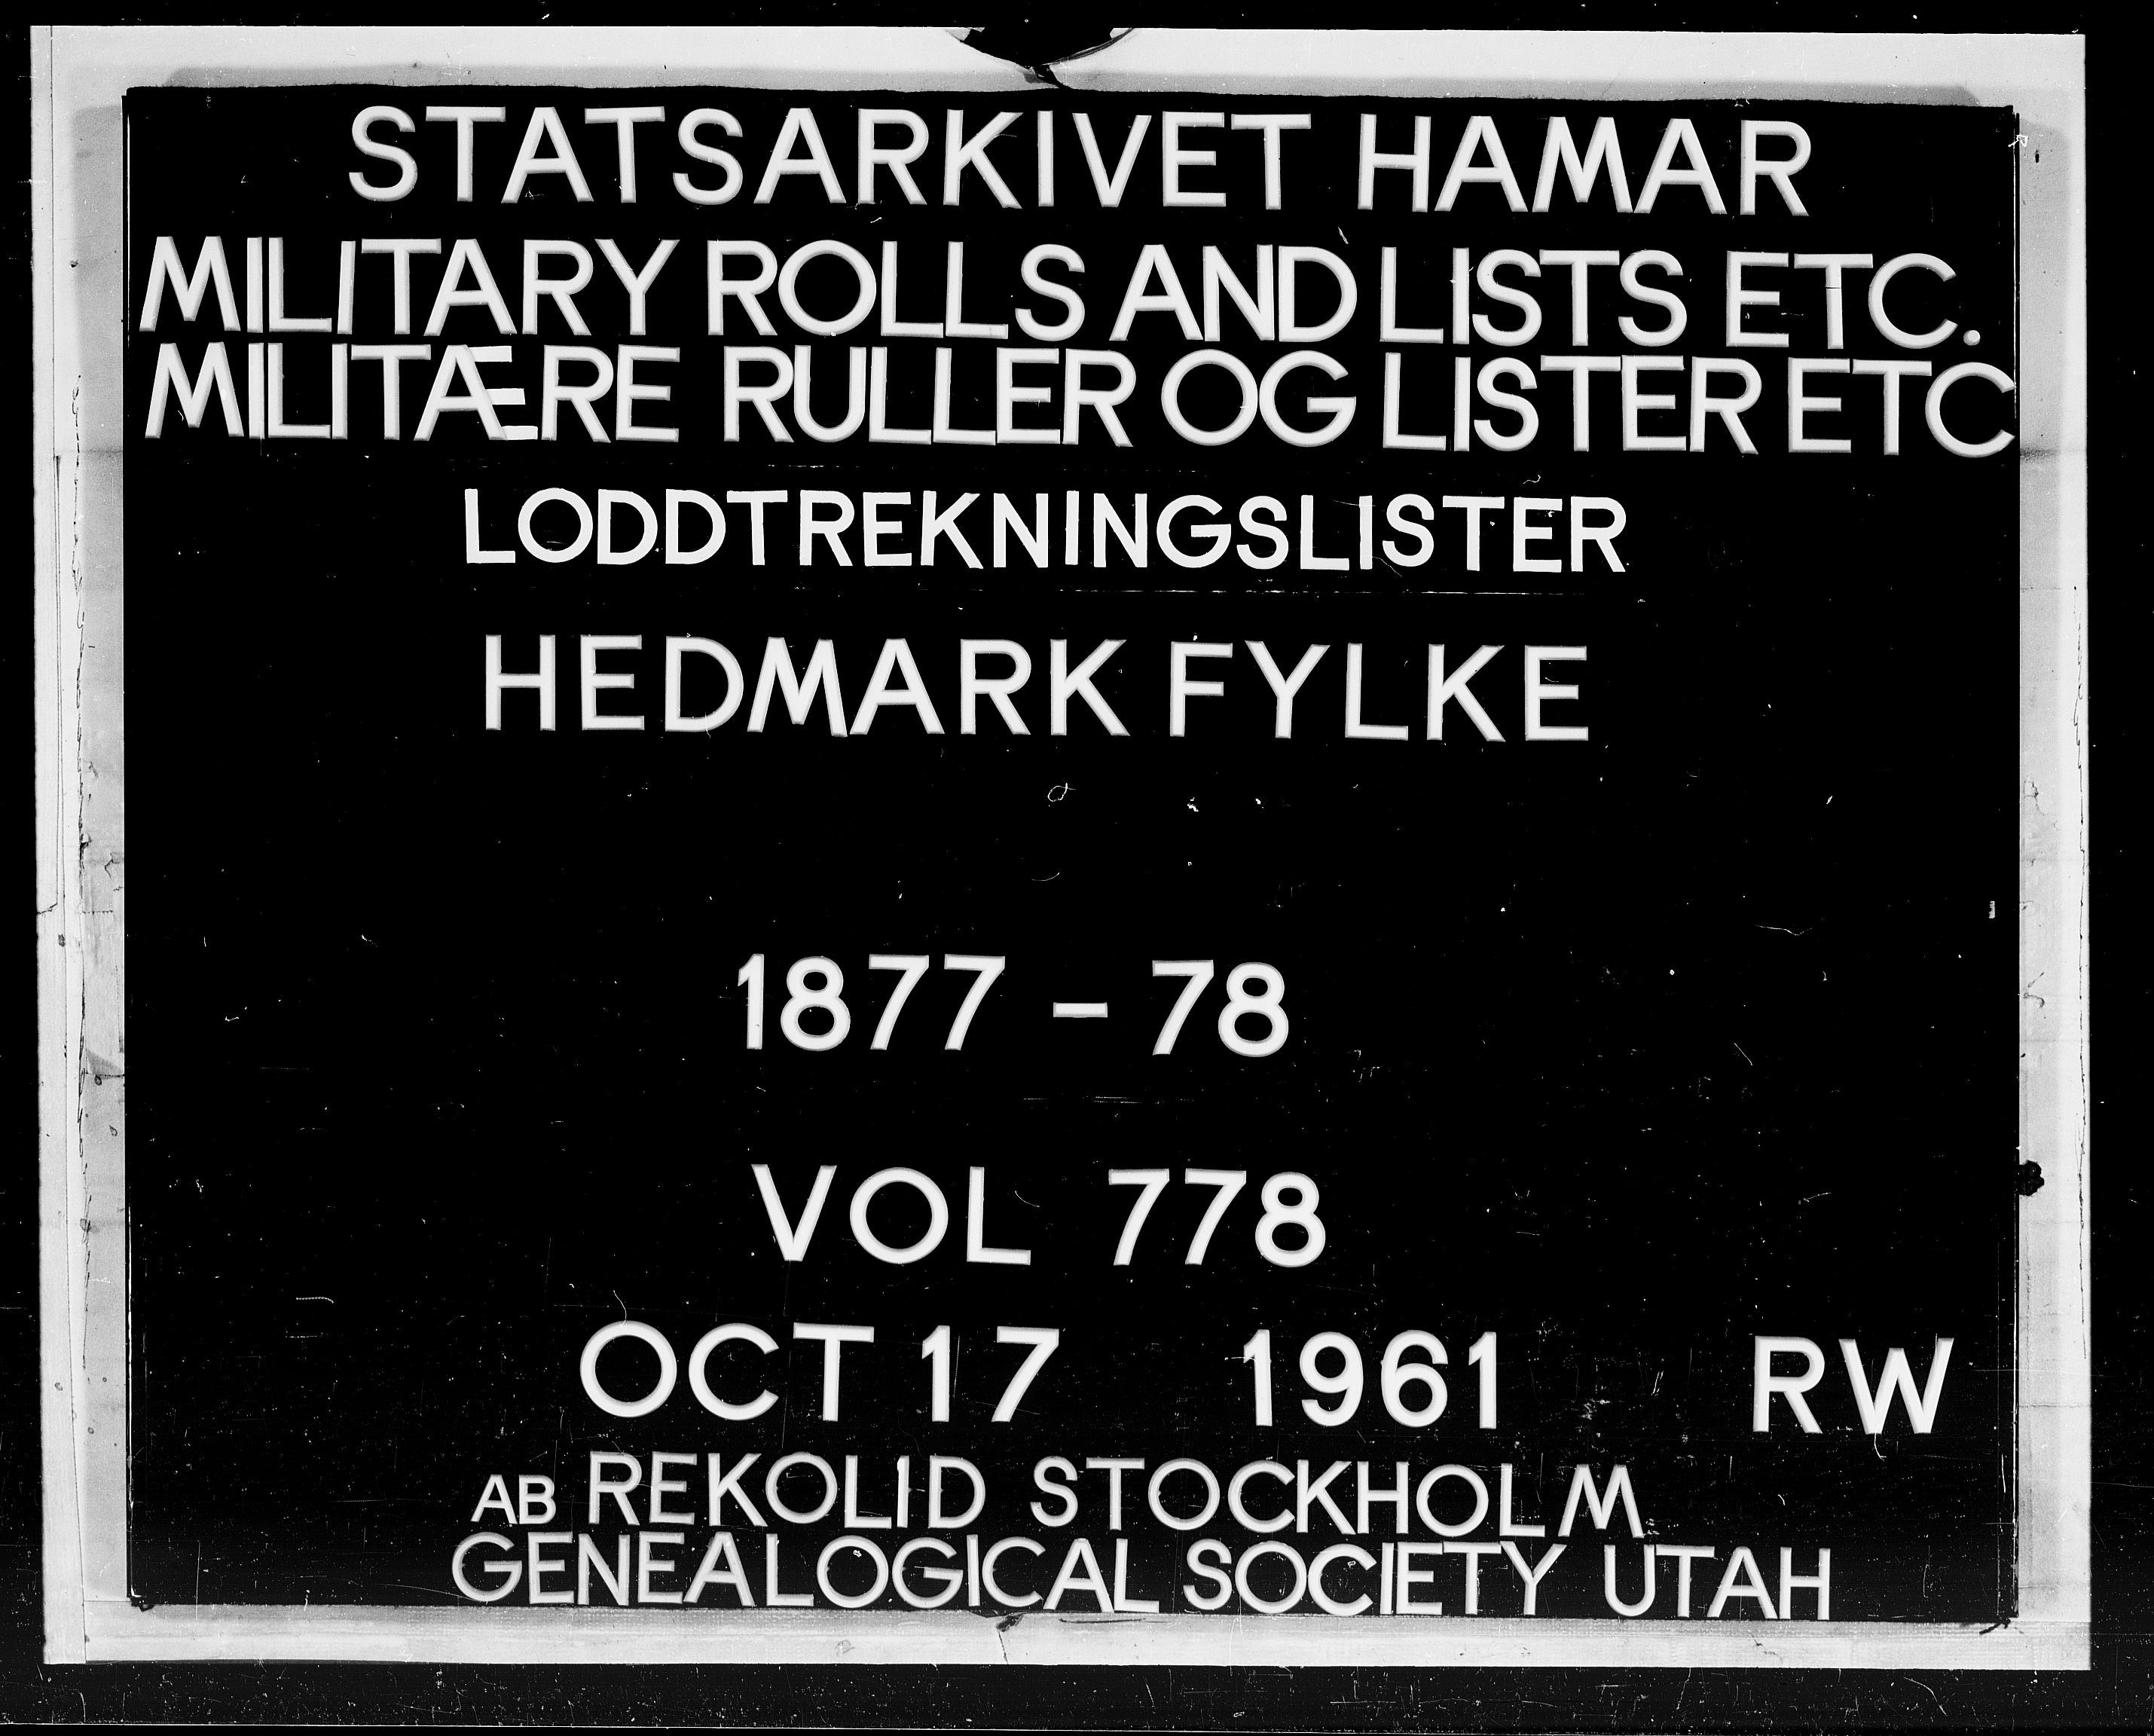 STATSARKIVET HAMAR
MILITARY ROLLS AND LISTS ETC.
MILITÆRE RULLER OG LISTER ETC
LODDTREKNINGSLISTER
HEDMARK FYLKE
1877 – 78
VOL 778
OCT 17 1961 RW
AB REKOLID STOCKHOLM
GENEALOGICAL SOCIETY UTAH